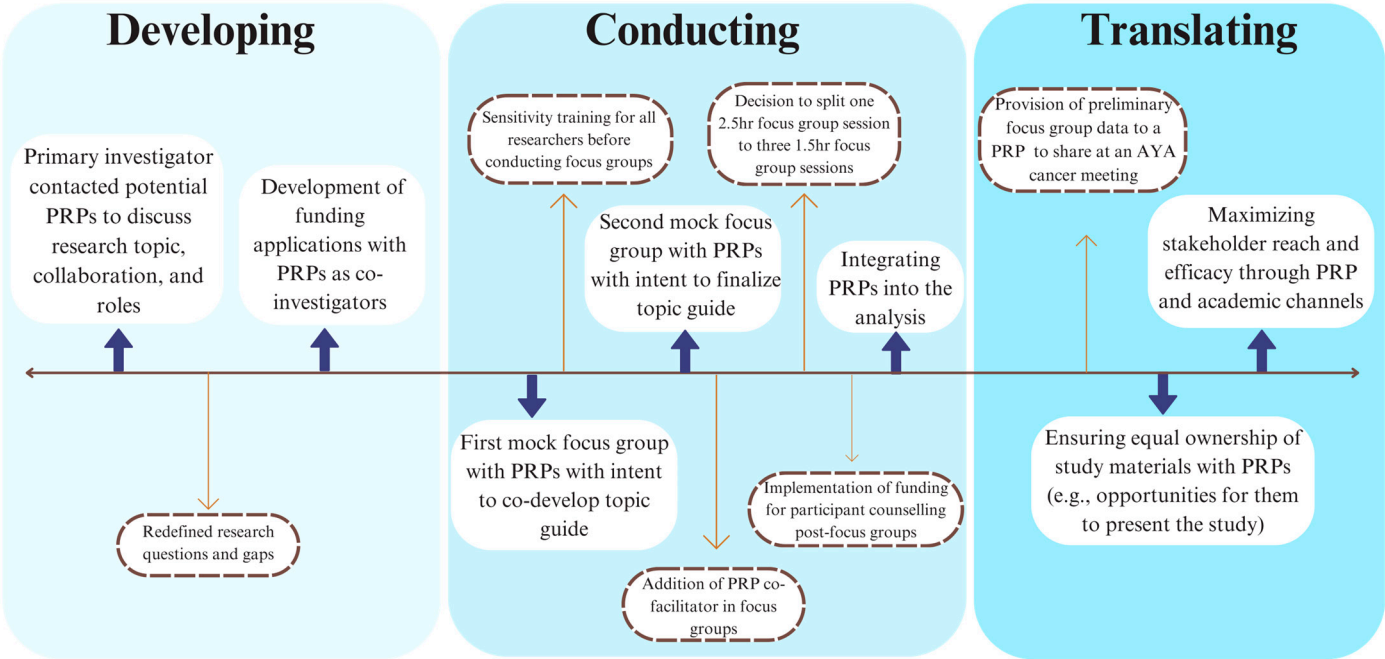 Developing
Primary investigator
contacted potential
PRPs to discuss
research topic,
collaboration, and
roles
Development of
funding
applications with
PRPs as co-
investigators
Redefined research
questions and gaps
Conducting
Sensitivity training for all
researchers before
conducting focus groups
Decision to split one
2.5hr focus group session
to three 1.5hr focus
group sessions
Second mock focus
group with PRPs
with intent to finalize
topic guide
Integrating
PRPs into the
analysis
First mock focus group
with PRPs with intent
to co-develop topic
guide
Implementation of funding
for participant counselling
post-focus groups
Addition of PRP co-
facilitator in focus
groups
Translating
Provision of preliminary
focus group data to a
PRP to share at an AYA
cancer meeting
Maximizing
stakeholder reach and
efficacy through PRP
and academic channels
Ensuring equal ownership of
study materials with PRPs
(e.g., opportunities for them
to present the study)